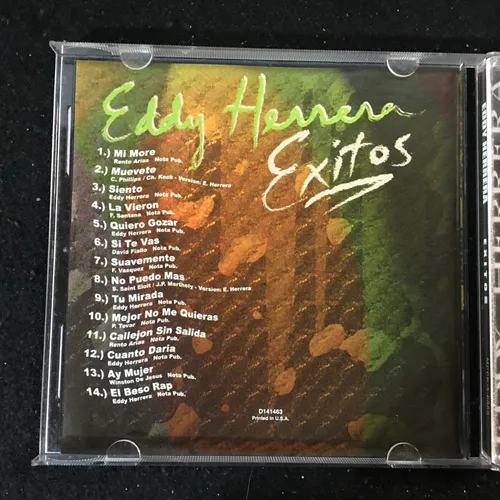 Eddy Herrera
Exitos
1.) Mi More
Rento Arias Nota Pub.
2.) Muevete
C. Phillips / Ch. Keck - Version: E. Herrera
3.) Siento
Eddy Herrera Nota Pub.
4.) La Vieron
F. Santana Nota Pub.
5.) Quiero Gozar
Eddy Herrera Nota Pub.
6.) Si Te Vas
David Fiallo Nota Pub.
7.) Suavemente
F. Vasquez Nota Pub.
8.) No Puedo Mas
S. Saint Eloit / J.P. Marthely - Version: E. Herrera
9.) Tu Mirada
Eddy Herrera Nota Pub.
10.) Mejor No Me Quieras
P. Tovar Nota Pub.
11.) Callejon Sin Salida
Rento Arias Nota Pub.
12.) Cuanto Daria
Eddy Herrera Nota Pub.
13.) Ay Mujer
Winston De Jesus Nota Pub.
14.) El Beso Rap
Eddy Herrera Nota Pub.
D141463
Printed in U.S.A.
EDDY HERRERA EXITOS